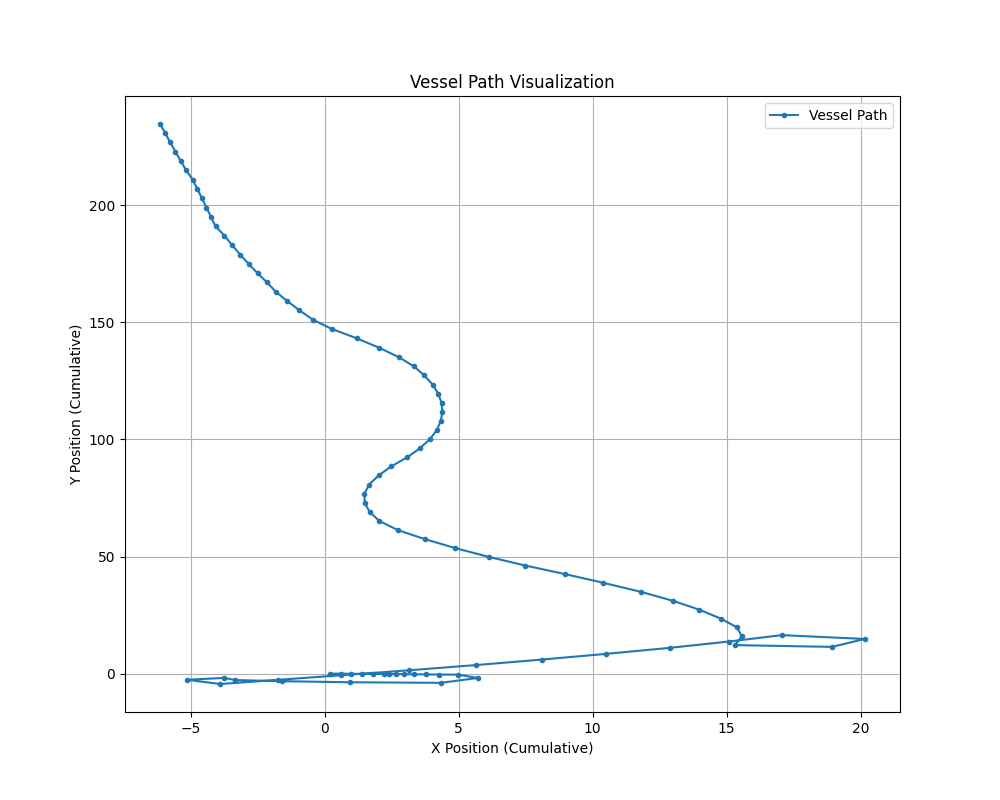 Vessel Path Visualization
Vessel Path
200
150
100
50
0
Y Position (Cumulative)
−5 0 5 10 15 20
X Position (Cumulative)